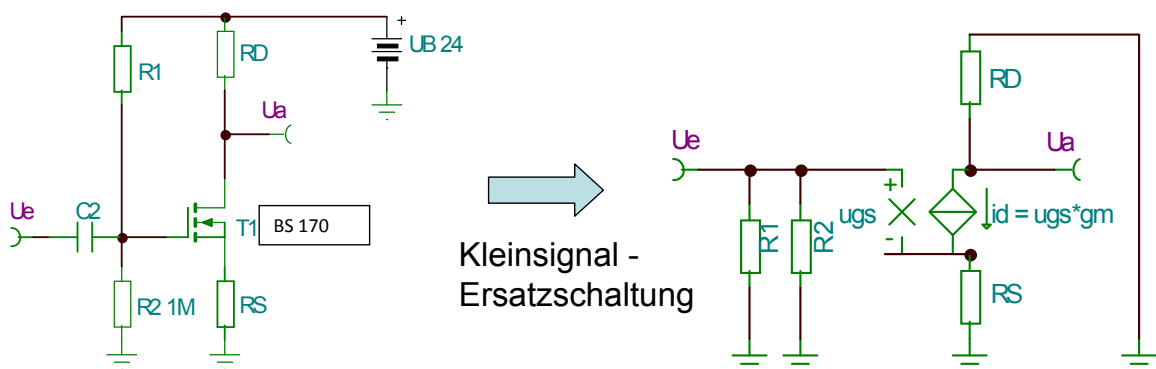 +
UB 24
RD
R1
Ua
Ue
C2
T1
BS 170
R2 1M
RS
Kleinsignal -
Ersatzschaltung
RD
Ue
Ua
+
ugs
-
id = ugs*gm
R1
R2
RS